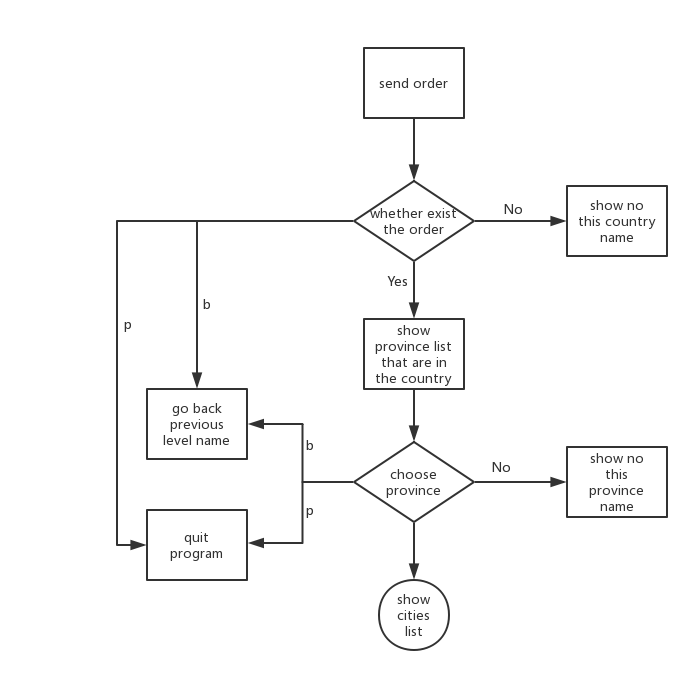 send order
whether exist
the order
No
show no
this country
name
Yes
b
p
show
province list
that are in
the country
go back
previous
level name
b
choose
province
No
show no
this
province
name
p
quit
program
show
cities
list